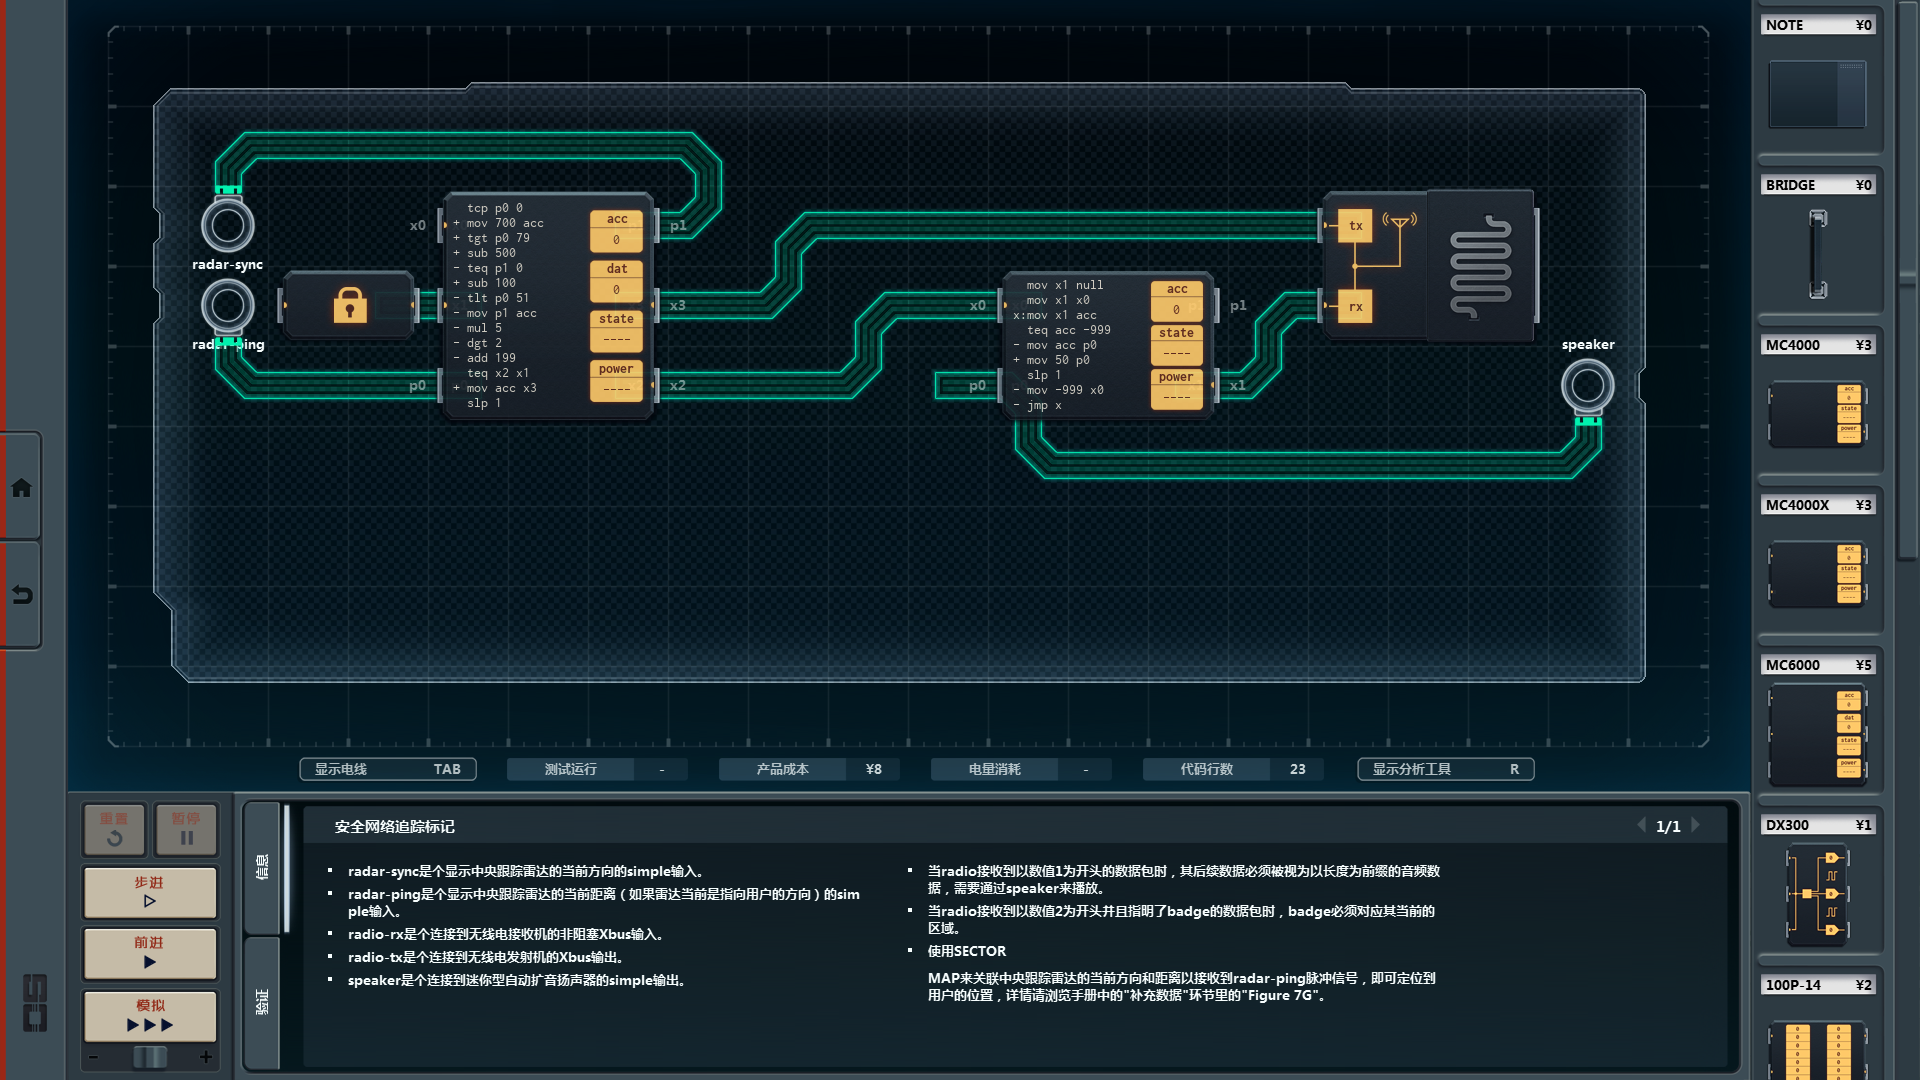 NOTE ¥0
BRIDGE ¥0
MC4000 ¥3
MC4000X ¥3
MC6000 ¥5
DX300 ¥1
100P-14 ¥2
radar-sync
radar-ping
x0
p0
tcp p0 0
+ mov 700 acc
+ tgt p0 79
+ sub 500
- teq p1 0
+ sub 100
- tlt p0 51
- mov p1 acc
- mul 5
- dgt 2
- add 199
teq x2 x1
+ mov acc x3
slp 1
acc
0
dat
0
state
----
power
----
p1
x3
x2
x0
p0
mov x1 null
mov x1 x0
x:mov x1 acc
teq acc -999
- mov acc p0
+ mov 50 p0
slp 1
- mov -999 x0
- jmp x
acc
0
state
----
power
----
p1
x1
tx
rx
speaker
显示电线 TAB
测试运行 -
产品成本 ¥8
电量消耗 -
代码行数 23
显示分析工具 R
重置
暂停
步进
前进
模拟
- +
信息
验证
安全网络追踪标记
1/1
▪ radar-sync是个显示中央跟踪雷达的当前方向的simple输入。
▪ radar-ping是个显示中央跟踪雷达的当前距离（如果雷达当前是指向用户的方向）的sim
ple输入。
▪ radio-rx是个连接到无线电接收机的非阻塞Xbus输入。
▪ radio-tx是个连接到无线电发射机的Xbus输出。
▪ speaker是个连接到迷你型自动扩音扬声器的simple输出。
▪ 当radio接收到以数值1为开头的数据包时，其后续数据必须被视为以长度为前缀的音频数
据，需要通过speaker来播放。
▪ 当radio接收到以数值2为开头并且指明了badge的数据包时，badge必须对应其当前的
区域。
▪ 使用SECTOR
MAP来关联中央跟踪雷达的当前方向和距离以接收到radar-ping脉冲信号，即可定位到
用户的位置，详情请浏览手册中的"补充数据"环节里的"Figure 7G"。